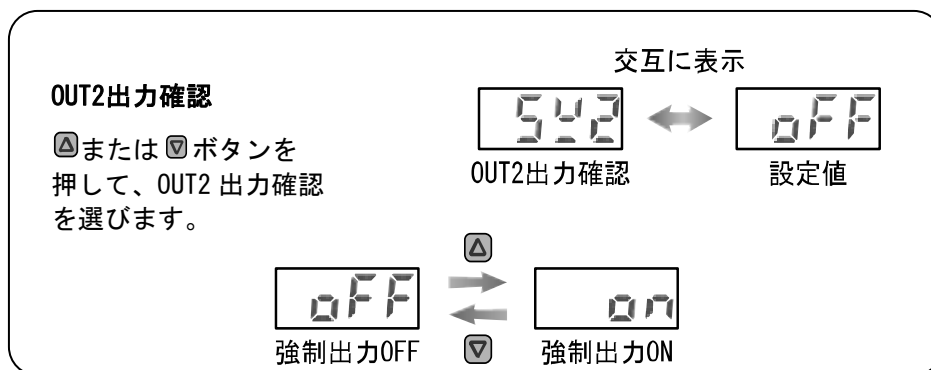 交互に表示
OUT2出力確認
または ボタンを
押して、OUT2 出力確認
を選びます。
SW2
oFF
OUT2出力確認
設定値
oFF
on
強制出力OFF
強制出力ON